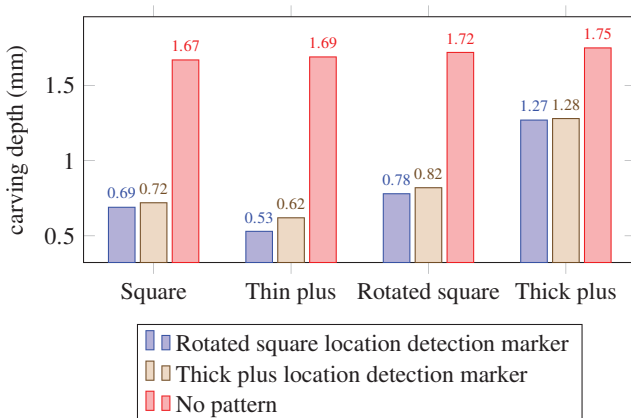 carving depth (mm)
1.5
1
0.5
0.69
0.72
1.67
0.53
0.62
1.69
0.78
0.82
1.72
1.27
1.28
1.75
Square
Thin plus
Rotated square
Thick plus
Rotated square location detection marker
Thick plus location detection marker
No pattern